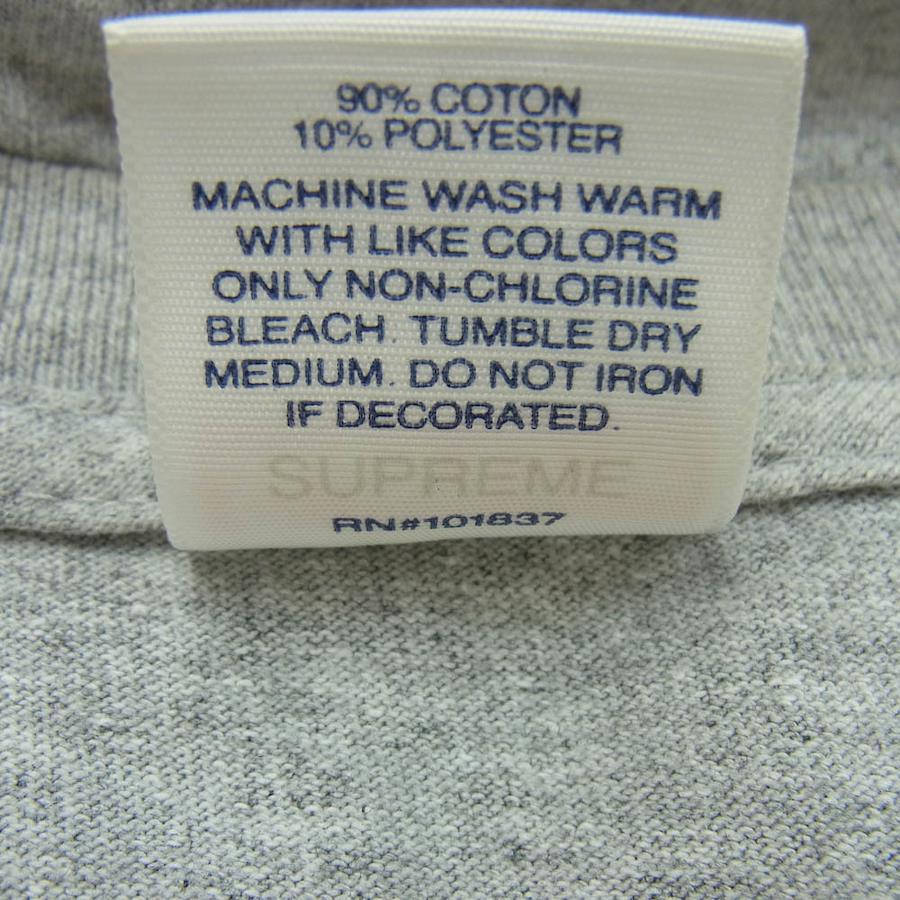 90% COTON
10% POLYESTER
MACHINE WASH WARM
WITH LIKE COLORS
ONLY NON-CHLORINE
BLEACH. TUMBLE DRY
MEDIUM. DO NOT IRON
IF DECORATED.
SUPREME
RN#101837